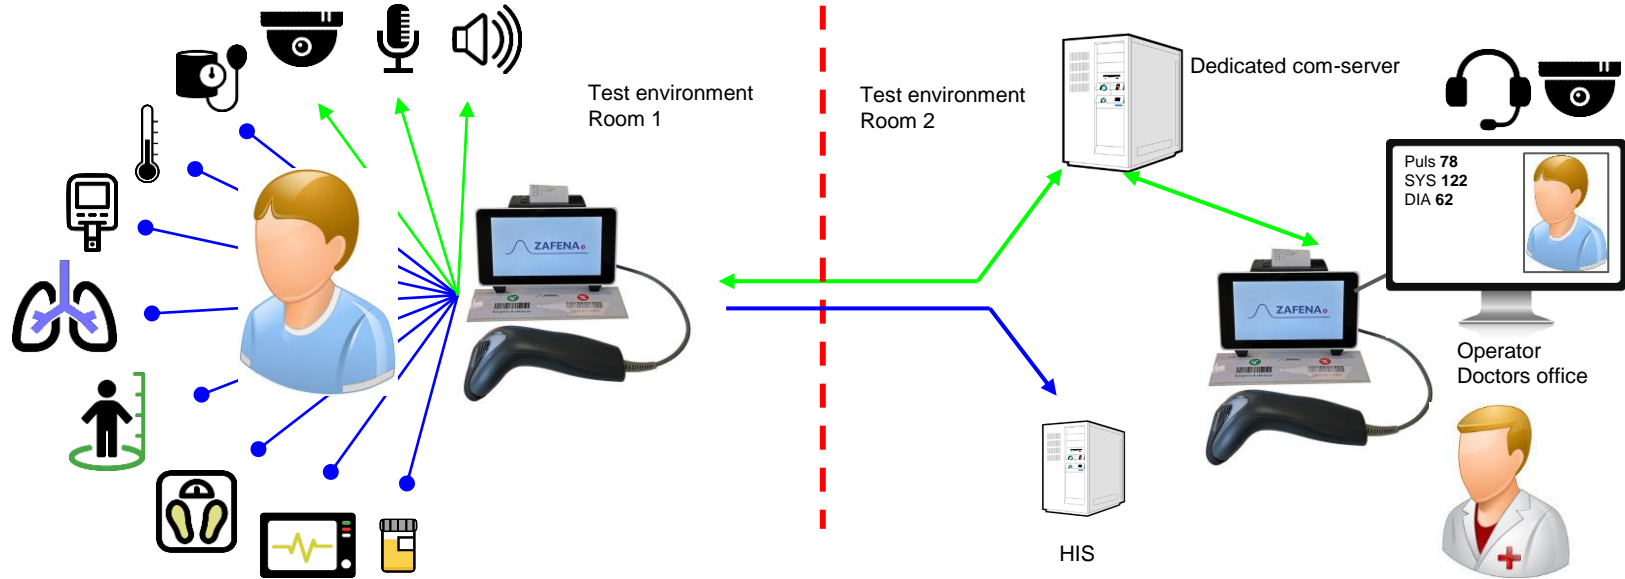 Test environment
Room 1
ZAFENA
Test environment
Room 2
Dedicated com-server
Puls 78
SYS 122
DIA 62
ZAFENA
Operator
Doctors office
HIS